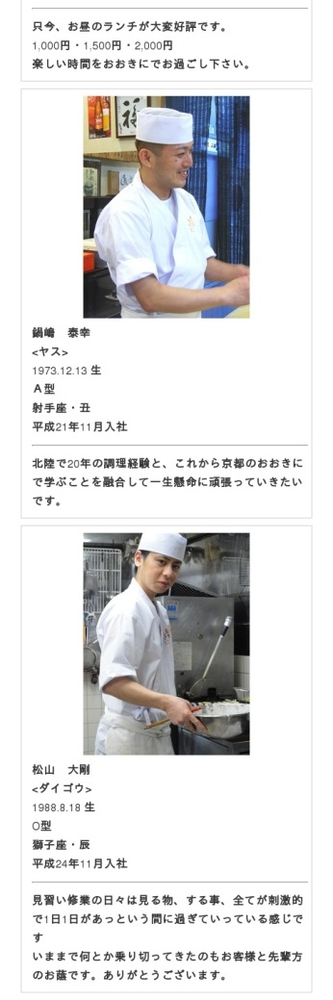 只今、お昼のランチが大変好評です。
1,000円・1,500円・2,000円
楽しい時間をおおきにでお過ごし下さい。
福
鍋嶋　泰幸
<ヤス>
1973.12.13 生
Ａ型
射手座・丑
平成21年11月入社
北陸で20年の調理経験と、これから京都のおおきに
で学ぶことを融合して一生懸命に頑張っていきたい
です。
松山　大剛
<ダイゴウ>
1988.8.18 生
O型
獅子座・辰
平成24年11月入社
見習い修業の日々は見る物、する事、全てが刺激的
で1日1日があっという間に過ぎていっている感じで
す
いままで何とか乗り切ってきたのもお客様と先輩方
のお蔭です。ありがとうございます。